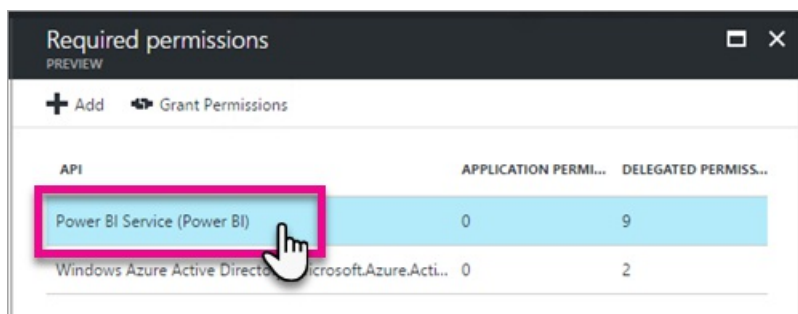 Required permissions
PREVIEW
Add Grant Permissions
API APPLICATION PERMI... DELEGATED PERMISS...
Power BI Service (Power BI) 0 9
Windows Azure Active icrosoft.Azure.Acti... 0 2